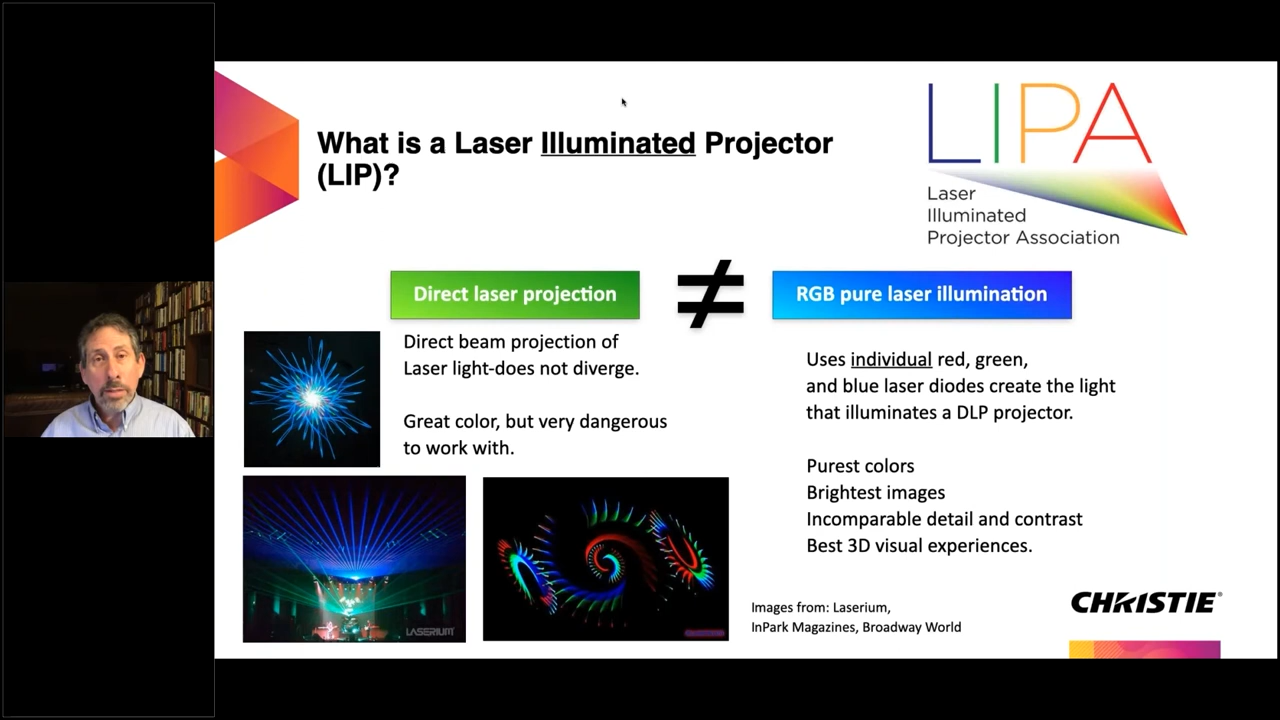 What is a Laser Illuminated Projector
(LIP)?
LIPA
Laser
Illuminated
Projector Association
Direct laser projection
≠
RGB pure laser illumination
Direct beam projection of
Laser light-does not diverge.
Great color, but very dangerous
to work with.
Uses individual red, green,
and blue laser diodes create the light
that illuminates a DLP projector.
Purest colors
Brightest images
Incomparable detail and contrast
Best 3D visual experiences.
LASERIUM
Images from: Laserium,
InPark Magazines, Broadway World
CHRISTIE®